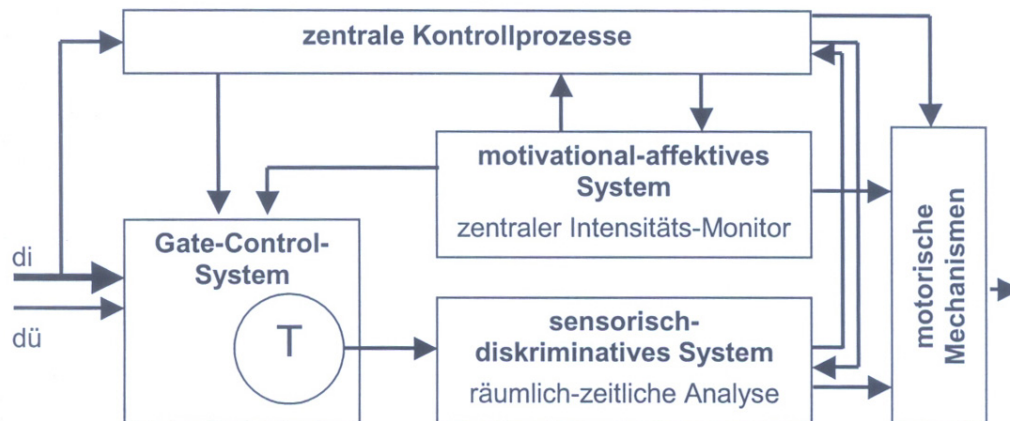 zentrale Kontrollprozesse
motivational-affektives
System
zentraler Intensitäts-Monitor
Gate-Control-
System
di
dü
T
sensorisch-
diskriminatives System
räumlich-zeitliche Analyse
motorische
Mechanismen